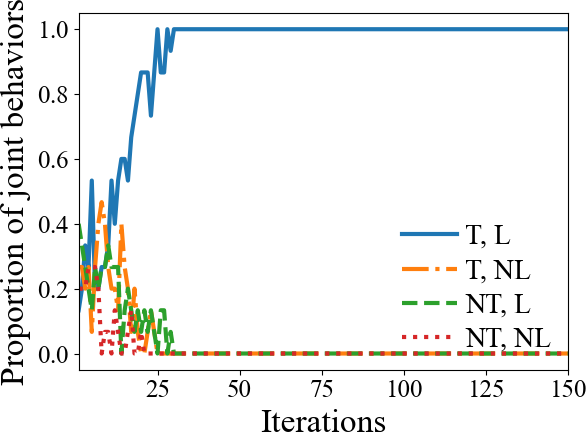 Proportion of joint behaviors
1.0
0.8
0.6
0.4
0.2
0.0
T, L
T, NL
NT, L
NT, NL
25 50 75 100 125 150
Iterations